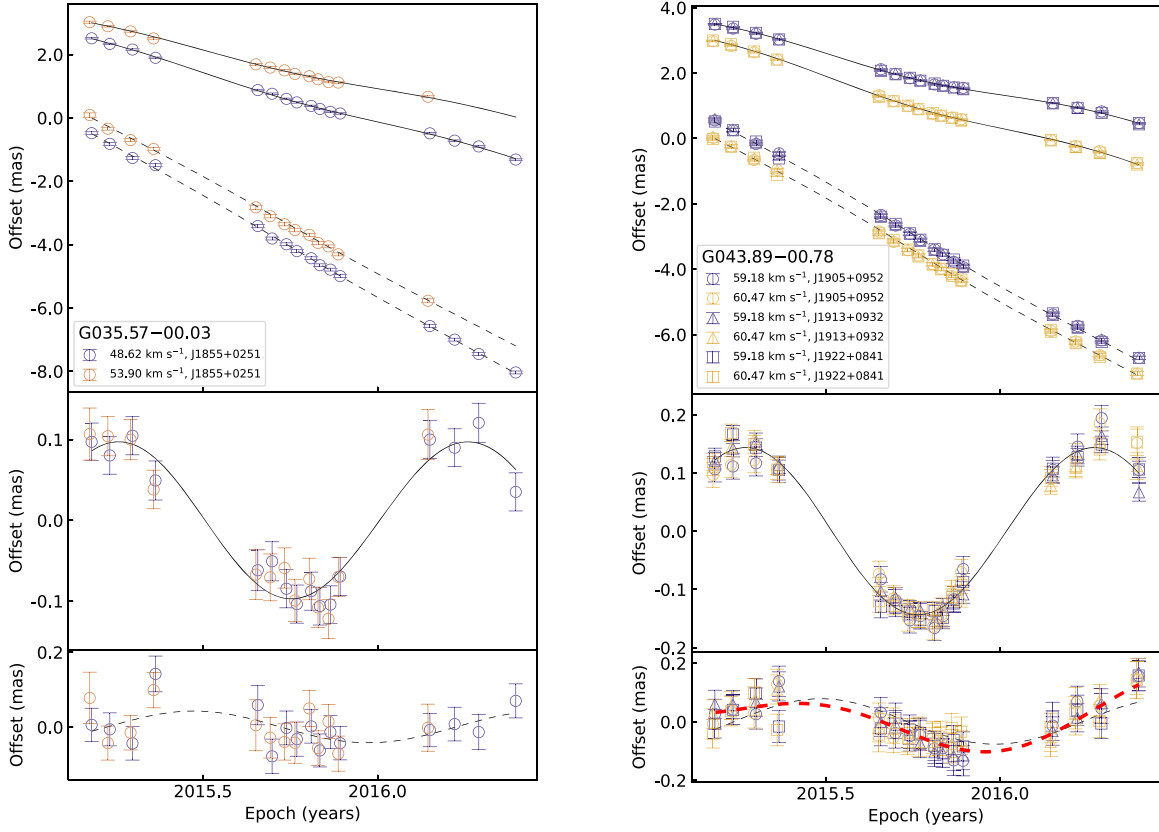 2.0
0.0
-2.0
-4.0
-6.0
-8.0
Offset (mas)
G035.57−00.03
48.62 km s⁻¹, J1855+0251
53.90 km s⁻¹, J1855+0251
0.1
0.0
-0.1
Offset (mas)
0.2
0.0
Offset (mas)
2015.5
2016.0
Epoch (years)
4.0
2.0
0.0
-2.0
-4.0
-6.0
Offset (mas)
G043.89−00.78
59.18 km s⁻¹, J1905+0952
60.47 km s⁻¹, J1905+0952
59.18 km s⁻¹, J1913+0932
60.47 km s⁻¹, J1913+0932
59.18 km s⁻¹, J1922+0841
60.47 km s⁻¹, J1922+0841
0.2
0.1
0.0
-0.1
-0.2
Offset (mas)
0.2
0.0
-0.2
Offset (mas)
2015.5
2016.0
Epoch (years)